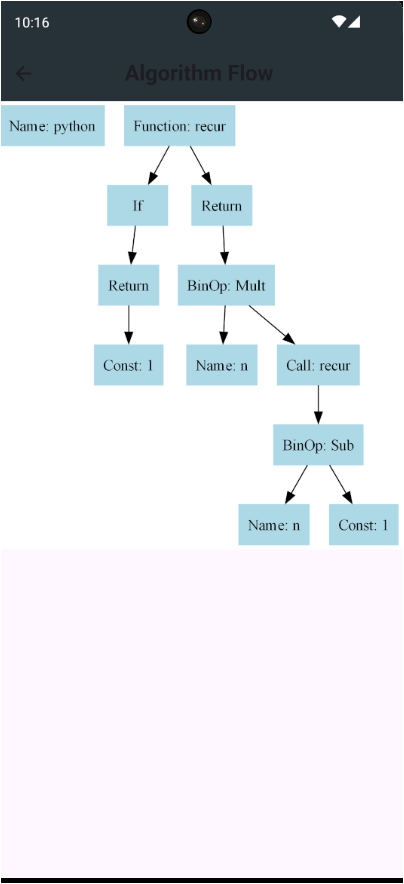 10:16
Algorithm Flow
Name: python
Function: recur
If
Return
Return
BinOp: Mult
Const: 1
Name: n
Call: recur
BinOp: Sub
Name: n
Const: 1